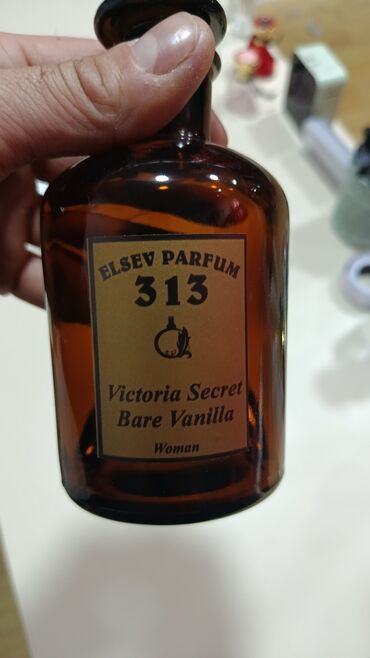 ELSEV PARFUM
313
Victoria Secret
Bare Vanilla
Woman